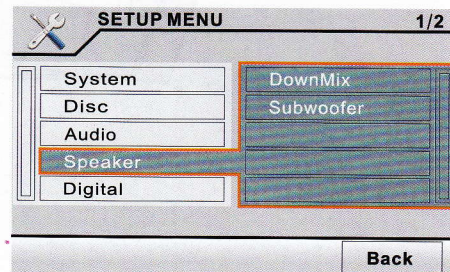 SETUP MENU 1/2
System
Disc
Audio
Speaker
Digital
DownMix
Subwoofer
Back